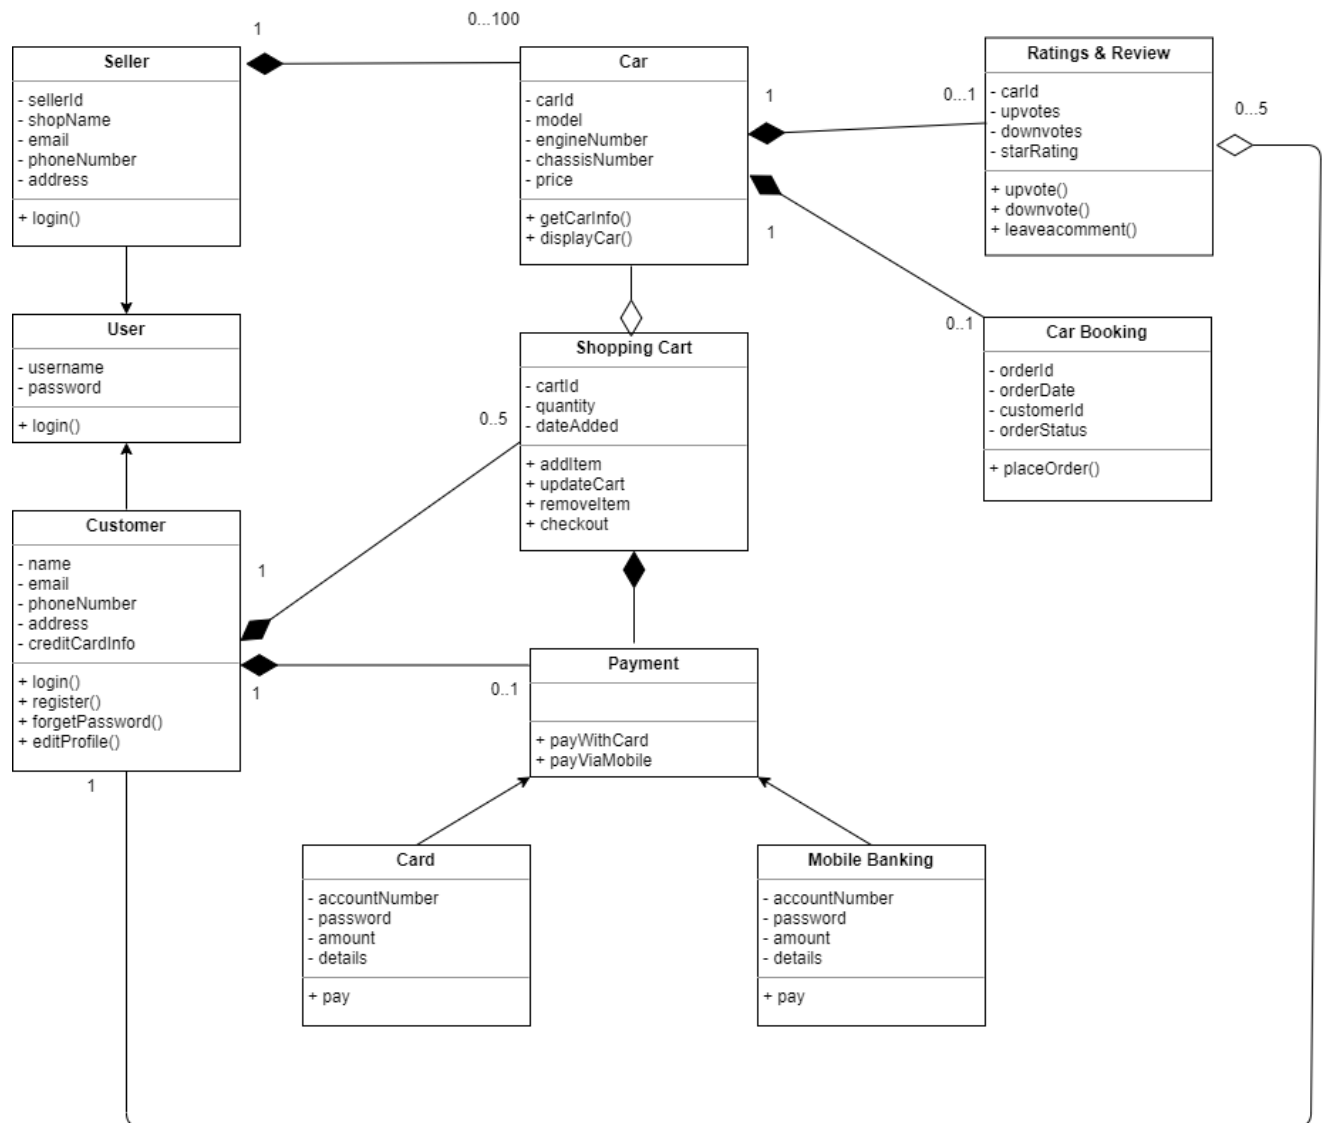 1
0...100
Seller
- sellerId
- shopName
- email
- phoneNumber
- address
+ login()
Car
- carId
- model
- engineNumber
- chassisNumber
- price
+ getCarInfo()
+ displayCar()
1
0...1
1
Ratings & Review
- carId
- upvotes
- downvotes
- starRating
+ upvote()
+ downvote()
+ leaveacomment()
0...5
User
- username
- password
+ login()
0..5
Shopping Cart
- cartId
- quantity
- dateAdded
+ addItem
+ updateCart
+ removeItem
+ checkout
0..1
Car Booking
- orderId
- orderDate
- customerId
- orderStatus
+ placeOrder()
Customer
- name
- email
- phoneNumber
- address
- creditCardInfo
+ login()
+ register()
+ forgetPassword()
+ editProfile()
1
1
0..1
1
Payment
+ payWithCard
+ payViaMobile
Card
- accountNumber
- password
- amount
- details
+ pay
Mobile Banking
- accountNumber
- password
- amount
- details
+ pay